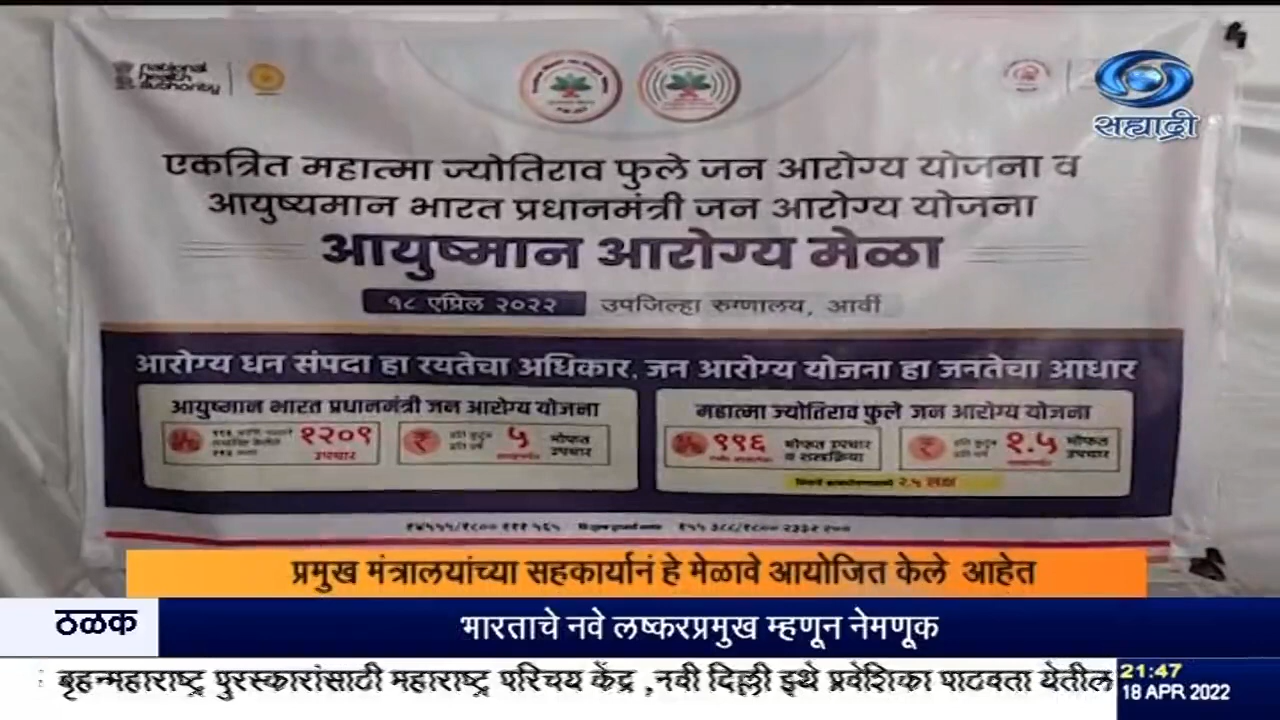 national
health
authority
सह्याद्री
एकत्रित महात्मा ज्योतिराव फुले जन आरोग्य योजना व
आयुष्यमान भारत प्रधानमंत्री जन आरोग्य योजना
आयुष्मान आरोग्य मेळा
१८ एप्रिल २०२२ उपजिल्हा रुग्णालय, आर्वी
आरोग्य धन संपदा हा रयतेचा अधिकार, जन आरोग्य योजना हा जनतेचा आधार
आयुष्मान भारत प्रधानमंत्री जन आरोग्य योजना
१२०९
उपचार
५ मोफत
उपचार
महात्मा ज्योतिराव फुले जन आरोग्य योजना
९९६ मोफत उपचार
व शस्त्रक्रिया
१.५ मोफत
उपचार
२.५ लक्ष
प्रमुख मंत्रालयांच्या सहकार्यानं हे मेळावे आयोजित केले आहेत
ठळक
भारताचे नवे लष्करप्रमुख म्हणून नेमणूक
बृहन्महाराष्ट्र पुरस्कारांसाठी महाराष्ट्र परिचय केंद्र ,नवी दिल्ली इथे प्रवेशिका पाठवता येतील
21:47
18 APR 2022